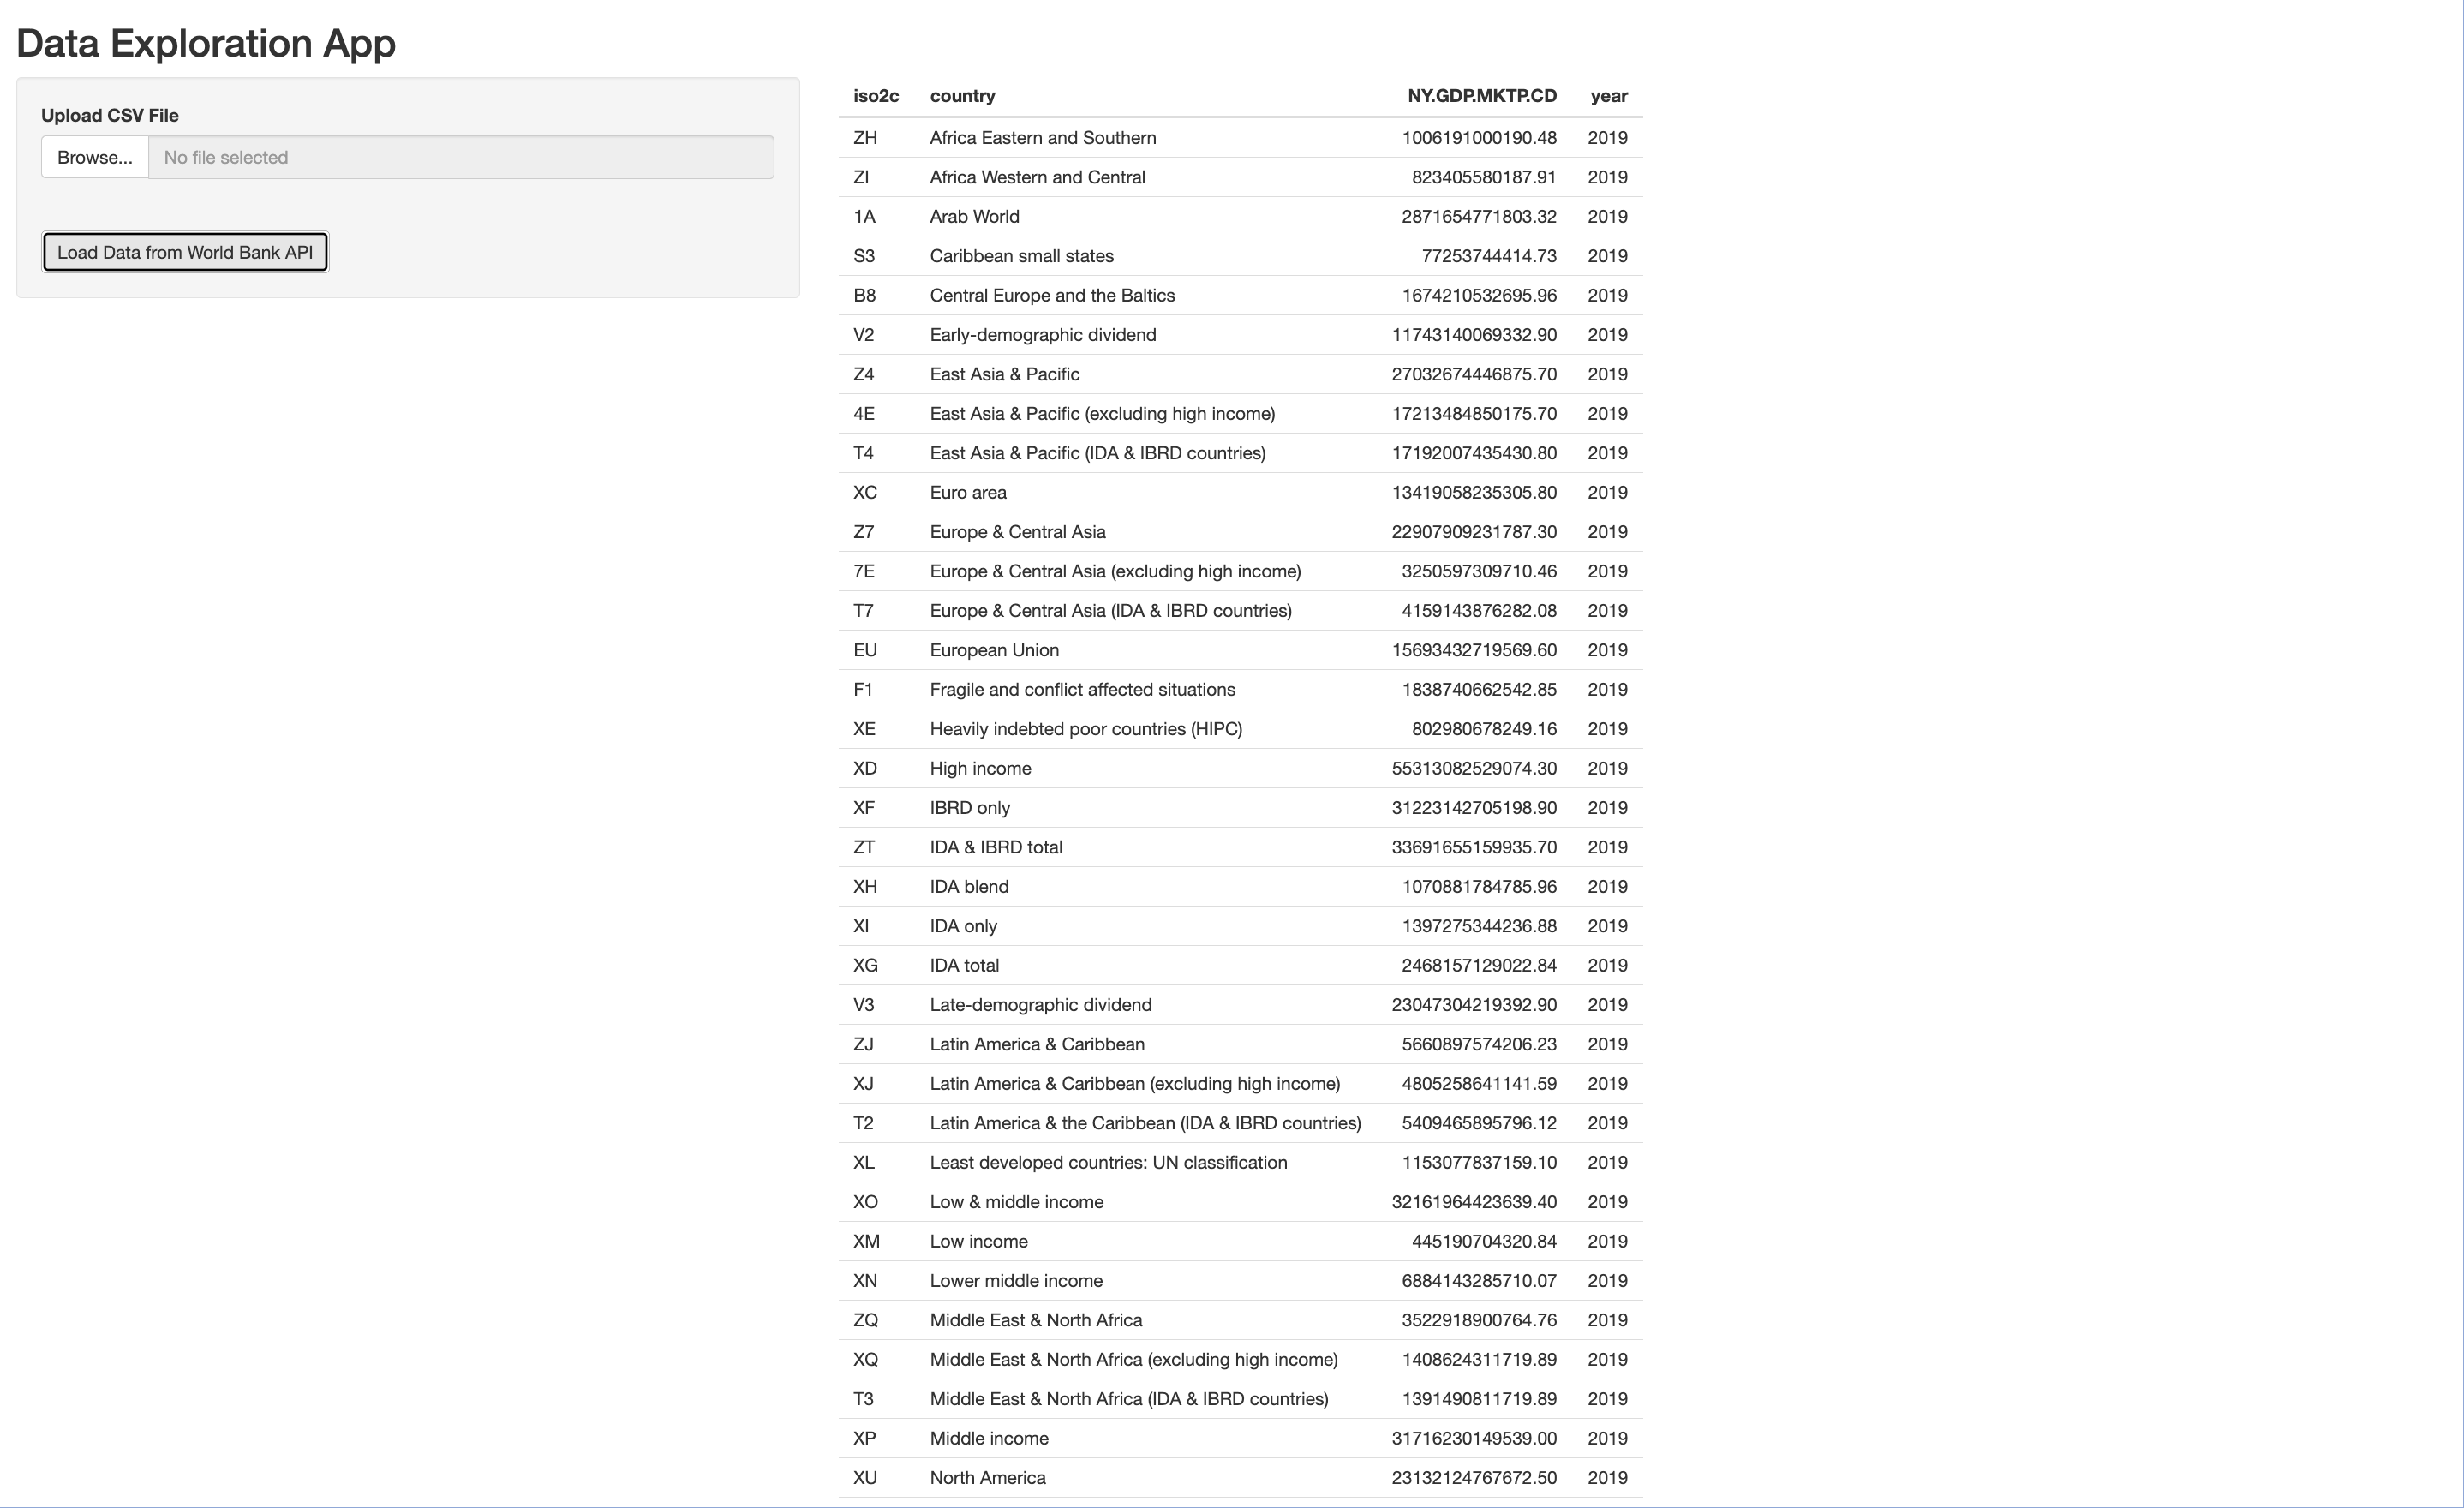 Data Exploration App
Upload CSV File
Browse... No file selected
Load Data from World Bank API
iso2c country NY.GDP.MKTP.CD year
ZH Africa Eastern and Southern 1006191000190.48 2019
ZI Africa Western and Central 823405580187.91 2019
1A Arab World 2871654771803.32 2019
S3 Caribbean small states 77253744414.73 2019
B8 Central Europe and the Baltics 1674210532695.96 2019
V2 Early-demographic dividend 11743140069332.90 2019
Z4 East Asia & Pacific 27032674446875.70 2019
4E East Asia & Pacific (excluding high income) 17213484850175.70 2019
T4 East Asia & Pacific (IDA & IBRD countries) 17192007435430.80 2019
XC Euro area 13419058235305.80 2019
Z7 Europe & Central Asia 22907909231787.30 2019
7E Europe & Central Asia (excluding high income) 3250597309710.46 2019
T7 Europe & Central Asia (IDA & IBRD countries) 4159143876282.08 2019
EU European Union 15693432719569.60 2019
F1 Fragile and conflict affected situations 1838740662542.85 2019
XE Heavily indebted poor countries (HIPC) 802980678249.16 2019
XD High income 55313082529074.30 2019
XF IBRD only 31223142705198.90 2019
ZT IDA & IBRD total 33691655159935.70 2019
XH IDA blend 1070881784785.96 2019
XI IDA only 1397275344236.88 2019
XG IDA total 2468157129022.84 2019
V3 Late-demographic dividend 23047304219392.90 2019
ZJ Latin America & Caribbean 5660897574206.23 2019
XJ Latin America & Caribbean (excluding high income) 4805258641141.59 2019
T2 Latin America & the Caribbean (IDA & IBRD countries) 5409465895796.12 2019
XL Least developed countries: UN classification 1153077837159.10 2019
XO Low & middle income 32161964423639.40 2019
XM Low income 445190704320.84 2019
XN Lower middle income 6884143285710.07 2019
ZQ Middle East & North Africa 3522918900764.76 2019
XQ Middle East & North Africa (excluding high income) 1408624311719.89 2019
T3 Middle East & North Africa (IDA & IBRD countries) 1391490811719.89 2019
XP Middle income 31716230149539.00 2019
XU North America 23132124767672.50 2019